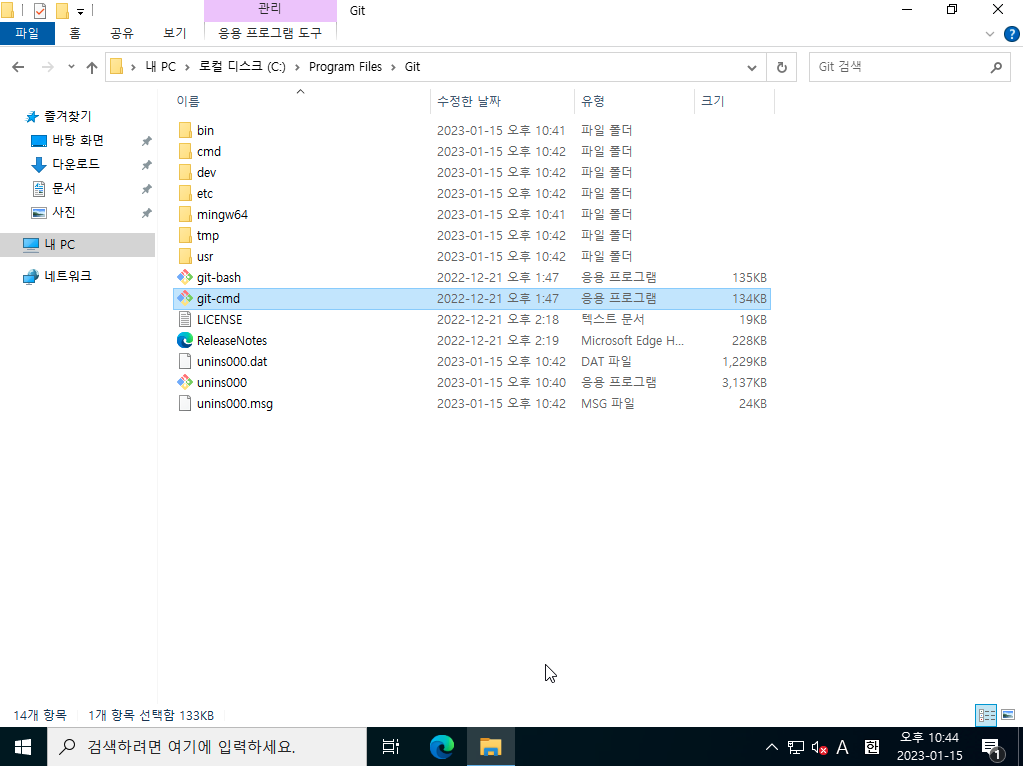 관리
Git
파일
홈
공유
보기
응용 프로그램 도구
내 PC
로컬 디스크 (C:)
Program Files
Git
Git 검색
즐겨찾기
바탕 화면
다운로드
문서
사진
내 PC
네트워크
이름 수정한 날짜 유형 크기
bin 2023-01-15 오후 10:41 파일 폴더
cmd 2023-01-15 오후 10:42 파일 폴더
dev 2023-01-15 오후 10:42 파일 폴더
etc 2023-01-15 오후 10:42 파일 폴더
mingw64 2023-01-15 오후 10:41 파일 폴더
tmp 2023-01-15 오후 10:42 파일 폴더
usr 2023-01-15 오후 10:42 파일 폴더
git-bash 2022-12-21 오후 1:47 응용 프로그램 135KB
git-cmd 2022-12-21 오후 1:47 응용 프로그램 134KB
LICENSE 2022-12-21 오후 2:18 텍스트 문서 19KB
ReleaseNotes 2022-12-21 오후 2:19 Microsoft Edge H... 228KB
unins000.dat 2023-01-15 오후 10:42 DAT 파일 1,229KB
unins000 2023-01-15 오후 10:40 응용 프로그램 3,137KB
unins000.msg 2023-01-15 오후 10:42 MSG 파일 24KB
14개 항목 1개 항목 선택함 133KB
검색하려면 여기에 입력하세요.
A
한
오후 10:44
2023-01-15
1